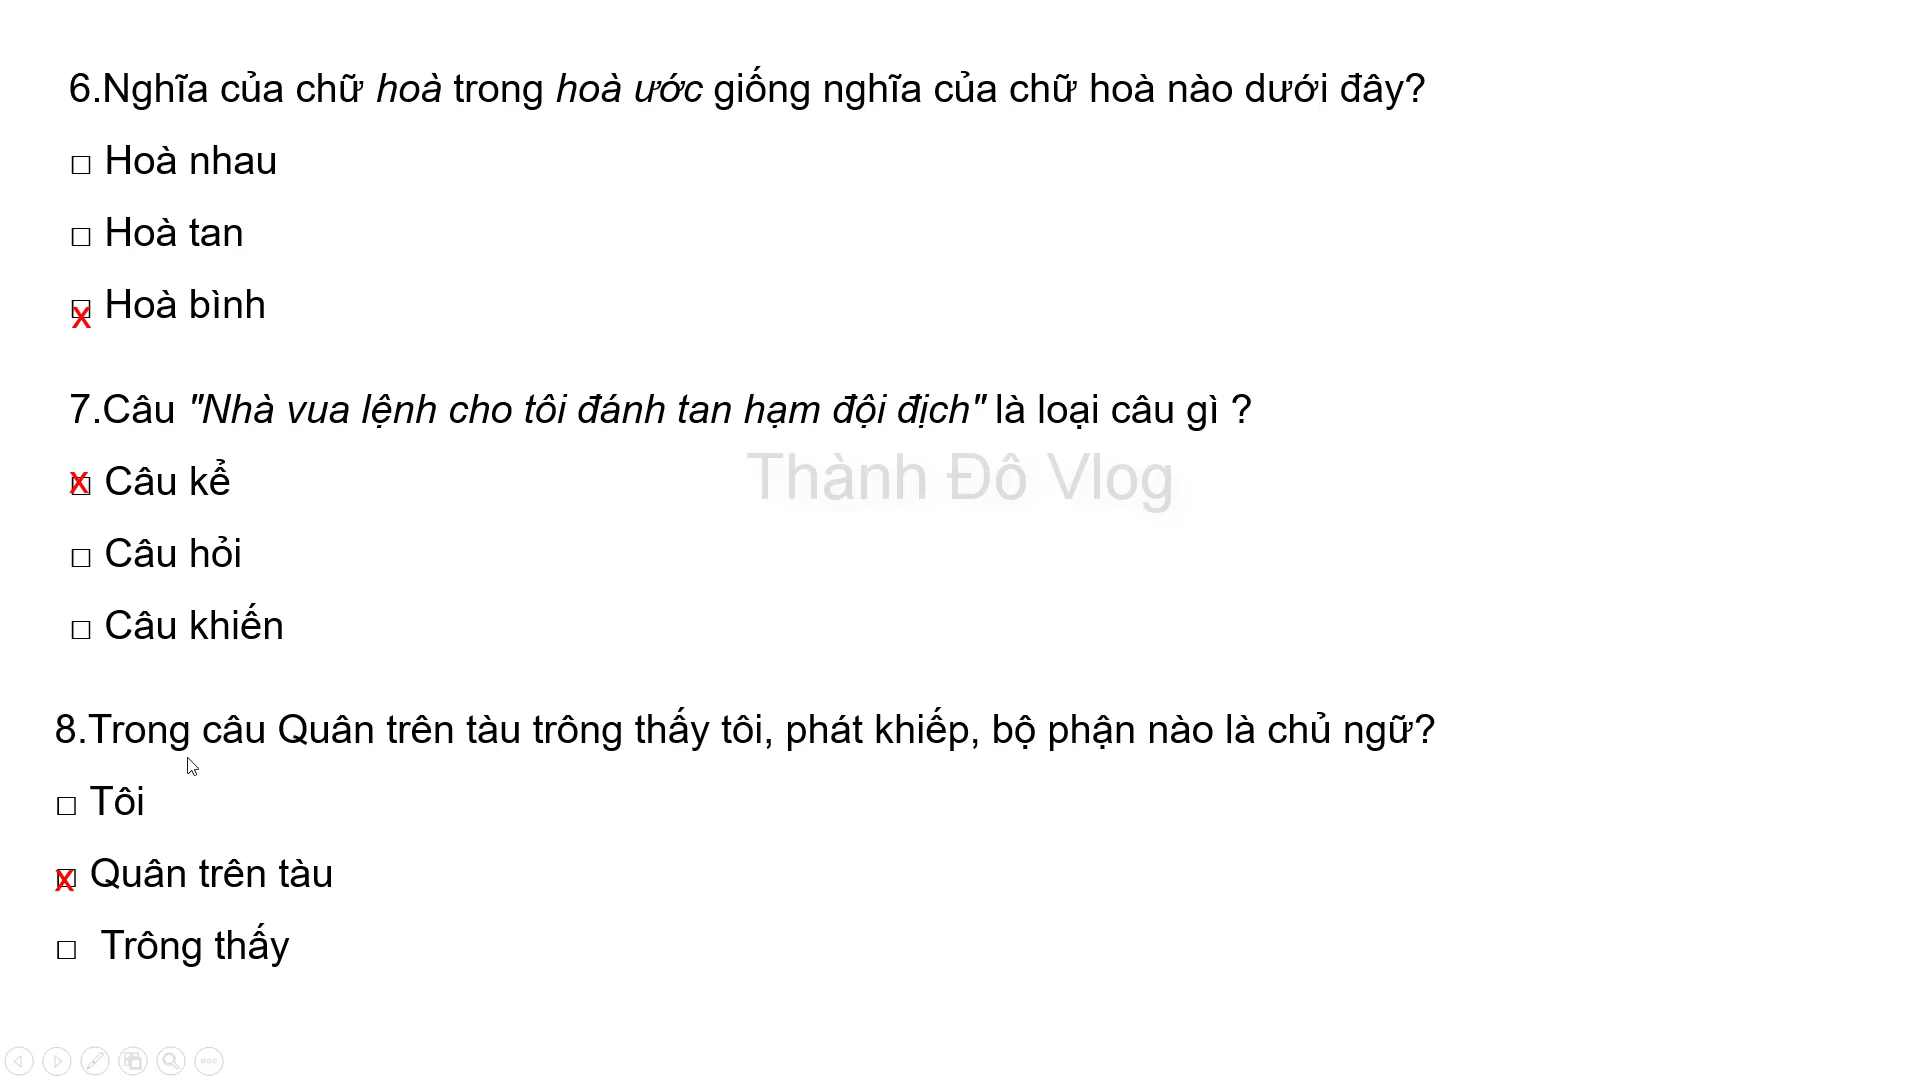 6.Nghĩa của chữ hoà trong hoà ước giống nghĩa của chữ hoà nào dưới đây?
□ Hoà nhau
□ Hoà tan
x Hoà bình
7.Câu "Nhà vua lệnh cho tôi đánh tan hạm đội địch" là loại câu gì ?
Thành Đô Vlog
x Câu kể
□ Câu hỏi
□ Câu khiến
8.Trong câu Quân trên tàu trông thấy tôi, phát khiếp, bộ phận nào là chủ ngữ?
□ Tôi
x Quân trên tàu
□ Trông thấy